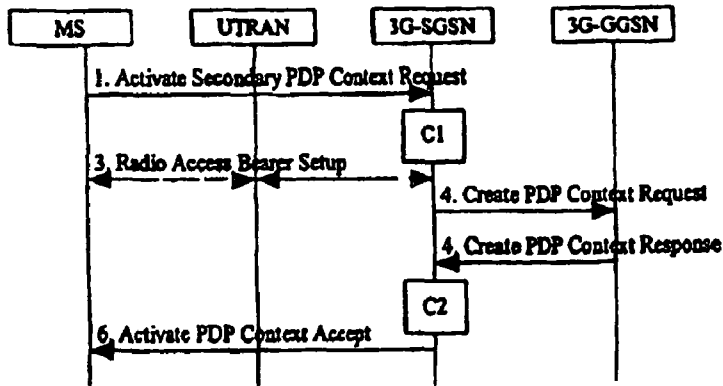 MS UTRAN 3G-SGSN 3G-GGSN
1. Activate Secondary PDP Context Request
C1
3. Radio Access Bearer Setup
4. Create PDP Context Request
4. Create PDP Context Response
C2
6. Activate PDP Context Accept